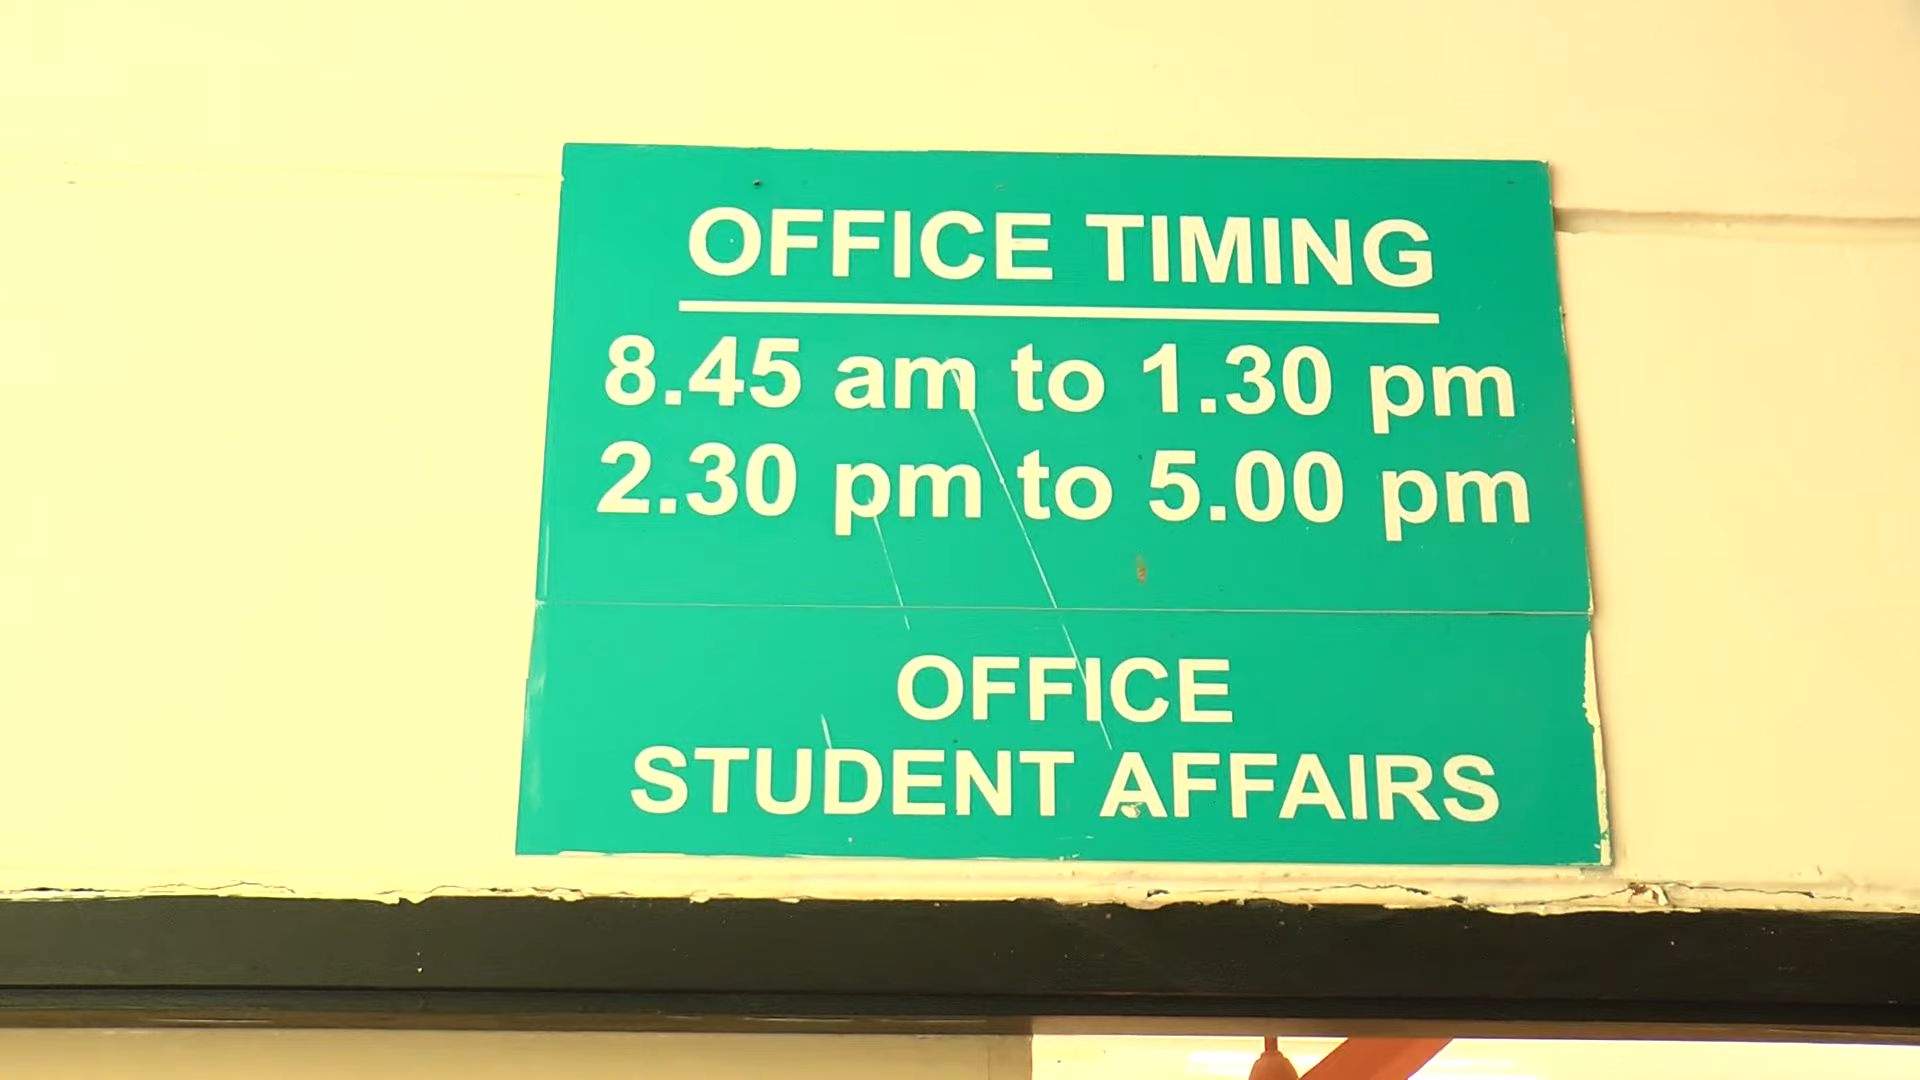 OFFICE TIMING
8.45 am to 1.30 pm
2.30 pm to 5.00 pm
OFFICE
STUDENT AFFAIRS